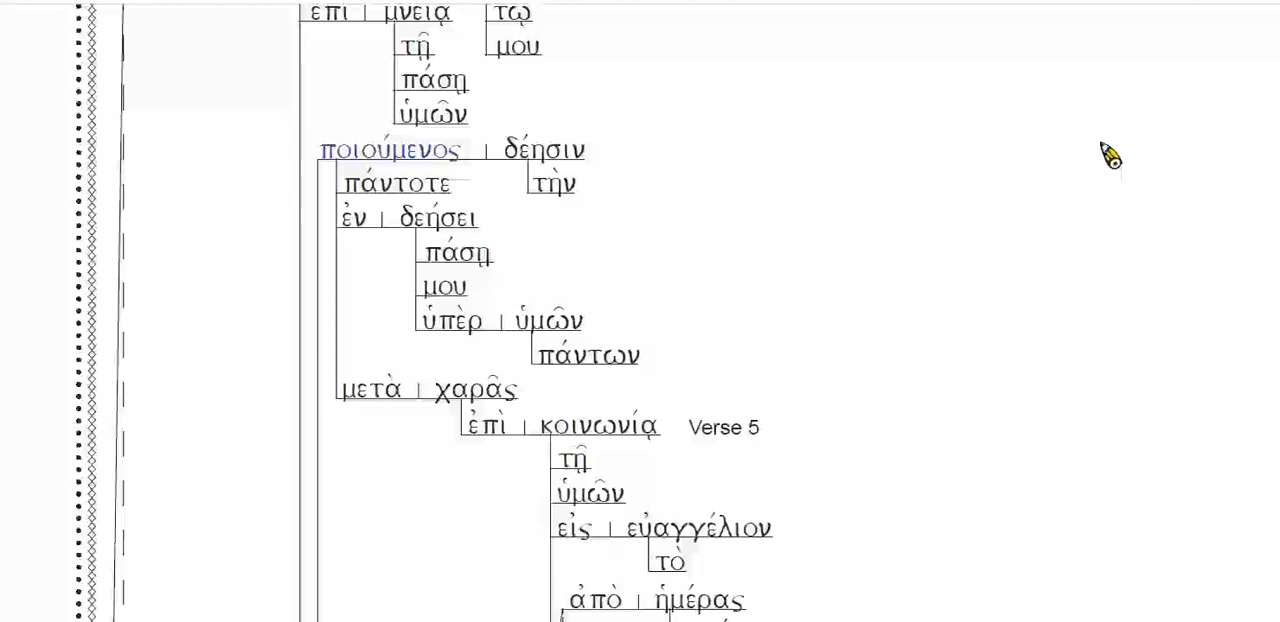 ἐπὶ μνείᾳ τῷ
τῇ μου
πάσῃ
ὑμῶν
ποιούμενος δέησιν
πάντοτε τὴν
ἐν δεήσει
πάσῃ
μου
ὑπὲρ ὑμῶν
πάντων
μετὰ χαρᾶς
ἐπὶ κοινωνίᾳ Verse 5
τῇ
ὑμῶν
εἰς εὐαγγέλιον
τὸ
ἀπὸ ἡμέρας